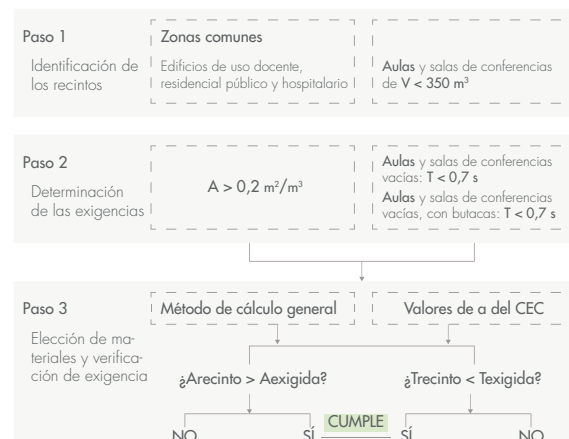 Paso 1
Identificación de
los recintos
Zonas comunes
Edificios de uso docente,
residencial público y hospitalario
Aulas y salas de conferencias
de V < 350 m³
Paso 2
Determinación
de las exigencias
A > 0,2 m²/m³
Aulas y salas de conferencias
vacías: T < 0,7 s
Aulas y salas de conferencias
vacías, con butacas: T < 0,7 s
Paso 3
Elección de ma-
teriales y verifica-
ción de exigencia
Método de cálculo general
Valores de a del CEC
¿Arecinto > Aexigida?
¿Trecinto < Texigida?
NO
SÍ
CUMPLE
SÍ
NO